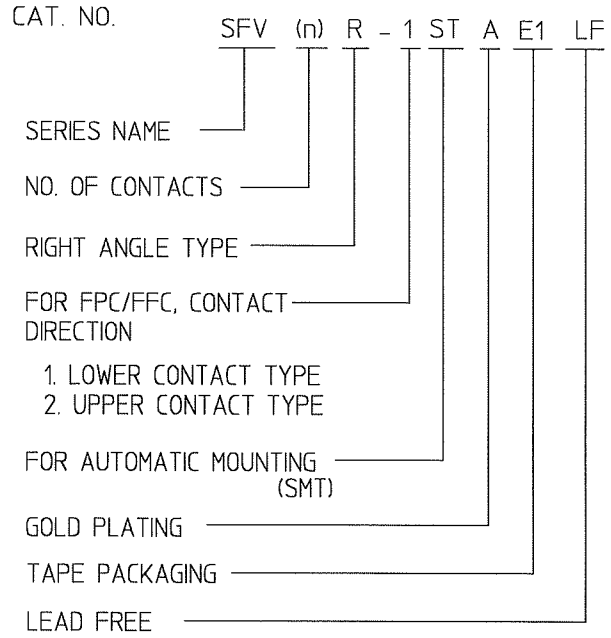 CAT. NO.
SFV (n) R - 1 ST A E1 LF
SERIES NAME
NO. OF CONTACTS
RIGHT ANGLE TYPE
FOR FPC/FFC, CONTACT
DIRECTION
1. LOWER CONTACT TYPE
2. UPPER CONTACT TYPE
FOR AUTOMATIC MOUNTING
(SMT)
GOLD PLATING
TAPE PACKAGING
LEAD FREE